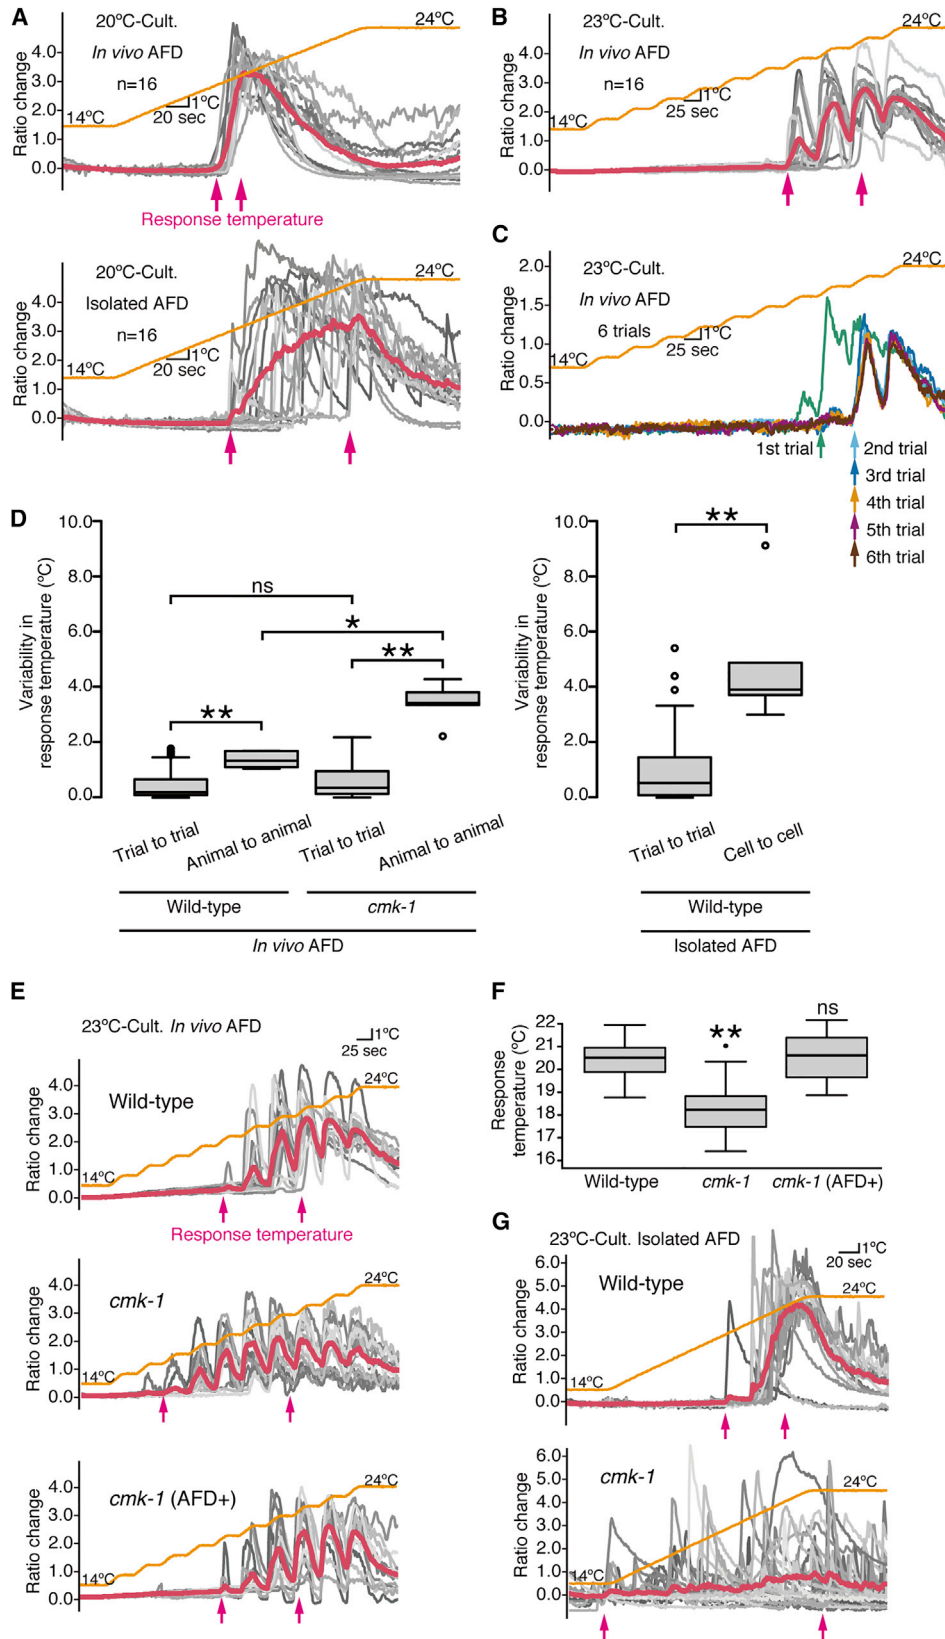 A
20ºC-Cult.
In vivo AFD
n=16
24ºC
14ºC
1ºC
20 sec
Ratio change
4.0
3.0
2.0
1.0
0.0
Response temperature
20ºC-Cult.
Isolated AFD
n=16
24ºC
14ºC
1ºC
20 sec
Ratio change
4.0
3.0
2.0
1.0
0.0
B
23ºC-Cult.
In vivo AFD
n=16
24ºC
14ºC
1ºC
25 sec
Ratio change
4.0
3.0
2.0
1.0
0.0
C
23ºC-Cult.
In vivo AFD
6 trials
24ºC
14ºC
1ºC
25 sec
Ratio change
2.0
1.5
1.0
0.5
0.0
1st trial
2nd trial
3rd trial
4th trial
5th trial
6th trial
D
Variability in
response temperature (ºC)
10.0
8.0
6.0
4.0
2.0
0.0
ns
*
**
**
Trial to trial
Animal to animal
Trial to trial
Animal to animal
Wild-type
cmk-1
In vivo AFD
Variability in
response temperature (ºC)
10.0
8.0
6.0
4.0
2.0
0.0
**
Trial to trial
Cell to cell
Wild-type
Isolated AFD
E
23ºC-Cult. In vivo AFD
1ºC
25 sec
Wild-type
24ºC
14ºC
Ratio change
4.0
3.0
2.0
1.0
0.0
Response temperature
cmk-1
24ºC
14ºC
Ratio change
4.0
3.0
2.0
1.0
0.0
cmk-1 (AFD+)
24ºC
14ºC
Ratio change
4.0
3.0
2.0
1.0
0.0
F
Response
temperature (ºC)
22
21
20
19
18
17
16
**
ns
Wild-type
cmk-1
cmk-1 (AFD+)
G
23ºC-Cult. Isolated AFD
1ºC
20 sec
Wild-type
24ºC
14ºC
Ratio change
6.0
5.0
4.0
3.0
2.0
1.0
0.0
cmk-1
24ºC
14ºC
Ratio change
6.0
5.0
4.0
3.0
2.0
1.0
0.0